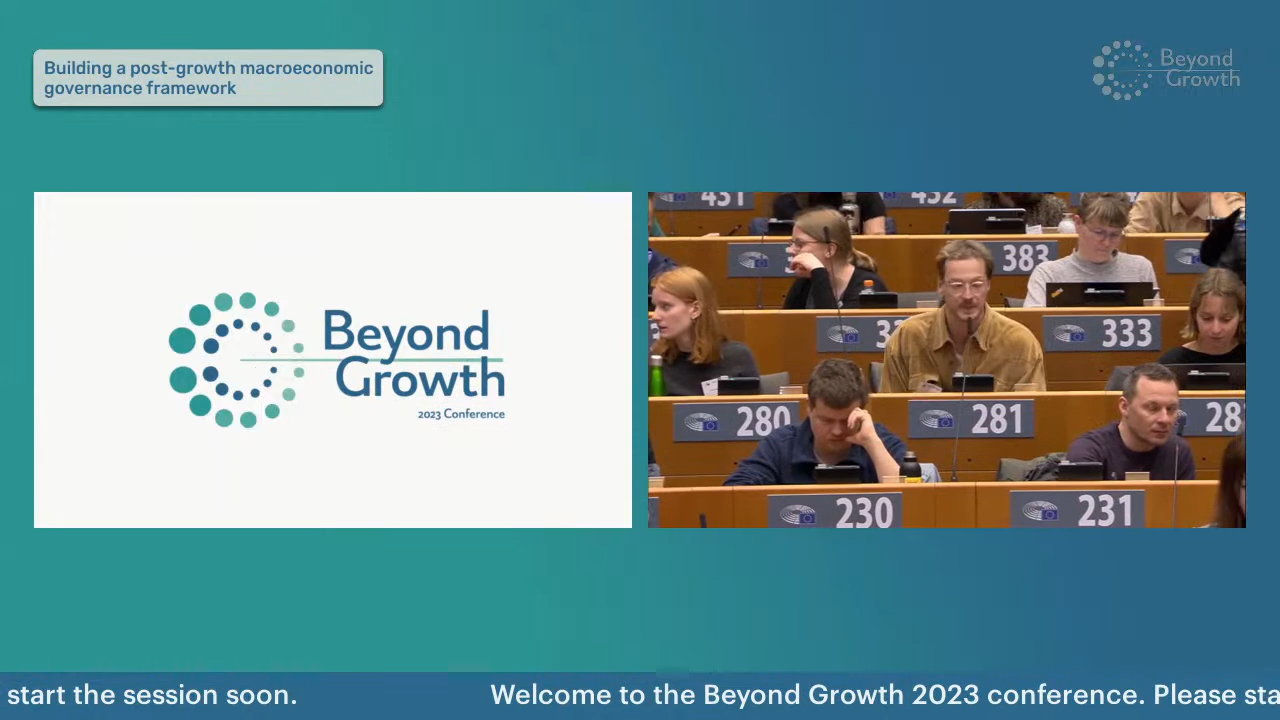 Building a post-growth macroeconomic
governance framework
Beyond
Growth
Beyond
Growth
2023 Conference
431
432
383
333
280
281
230
231
start the session soon.
Welcome to the Beyond Growth 2023 conference. Please sta